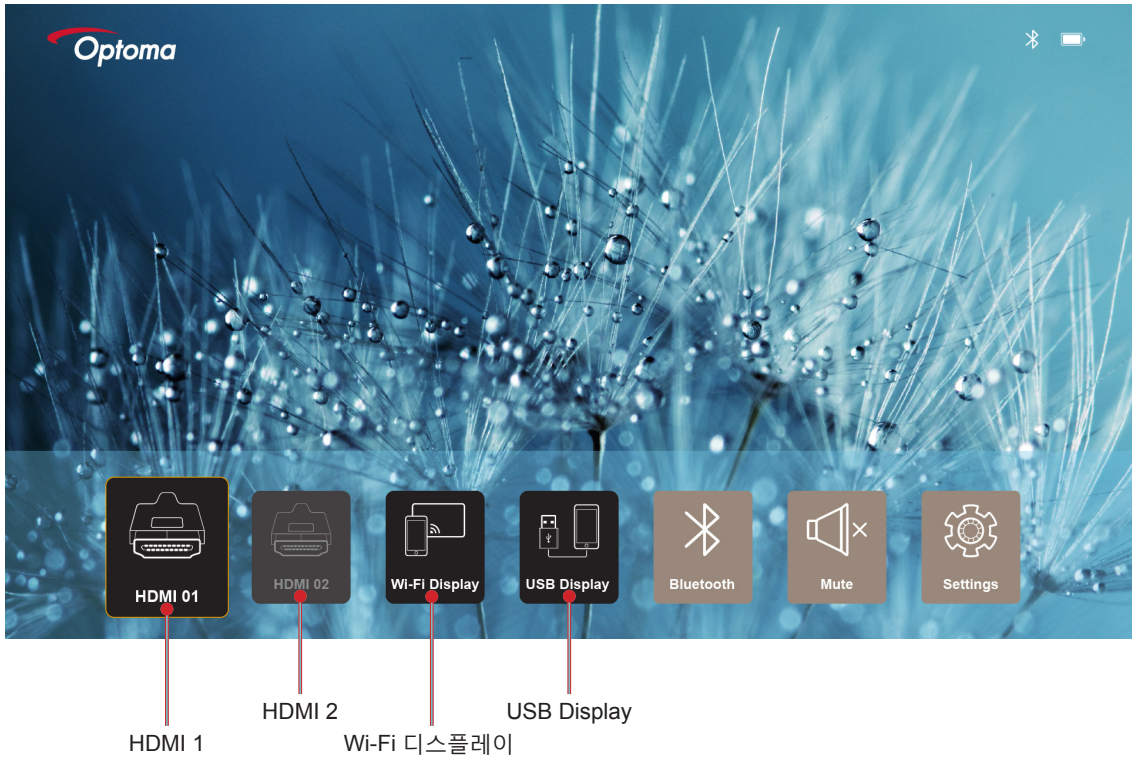 Optoma
HDMI 01
HDMI 02
Wi-Fi Display
USB Display
Bluetooth
Mute
Settings
HDMI 2
USB Display
HDMI 1
Wi-Fi 디스플레이